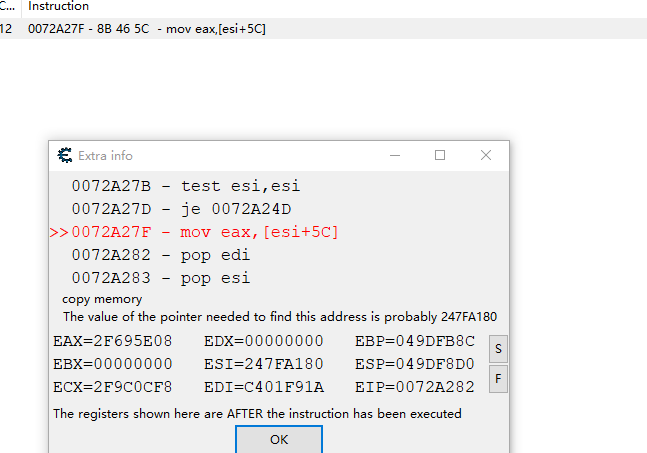 C... Instruction
12 0072A27F - 8B 46 5C - mov eax,[esi+5C]
Extra info
0072A27B - test esi,esi
0072A27D - je 0072A24D
>>0072A27F - mov eax,[esi+5C]
0072A282 - pop edi
0072A283 - pop esi
copy memory
The value of the pointer needed to find this address is probably 247FA180
EAX=2F695E08 EDX=00000000 EBP=049DFB8C
S
EBX=00000000 ESI=247FA180 ESP=049DF8D0
F
ECX=2F9C0CF8 EDI=C401F91A EIP=0072A282
The registers shown here are AFTER the instruction has been executed
OK